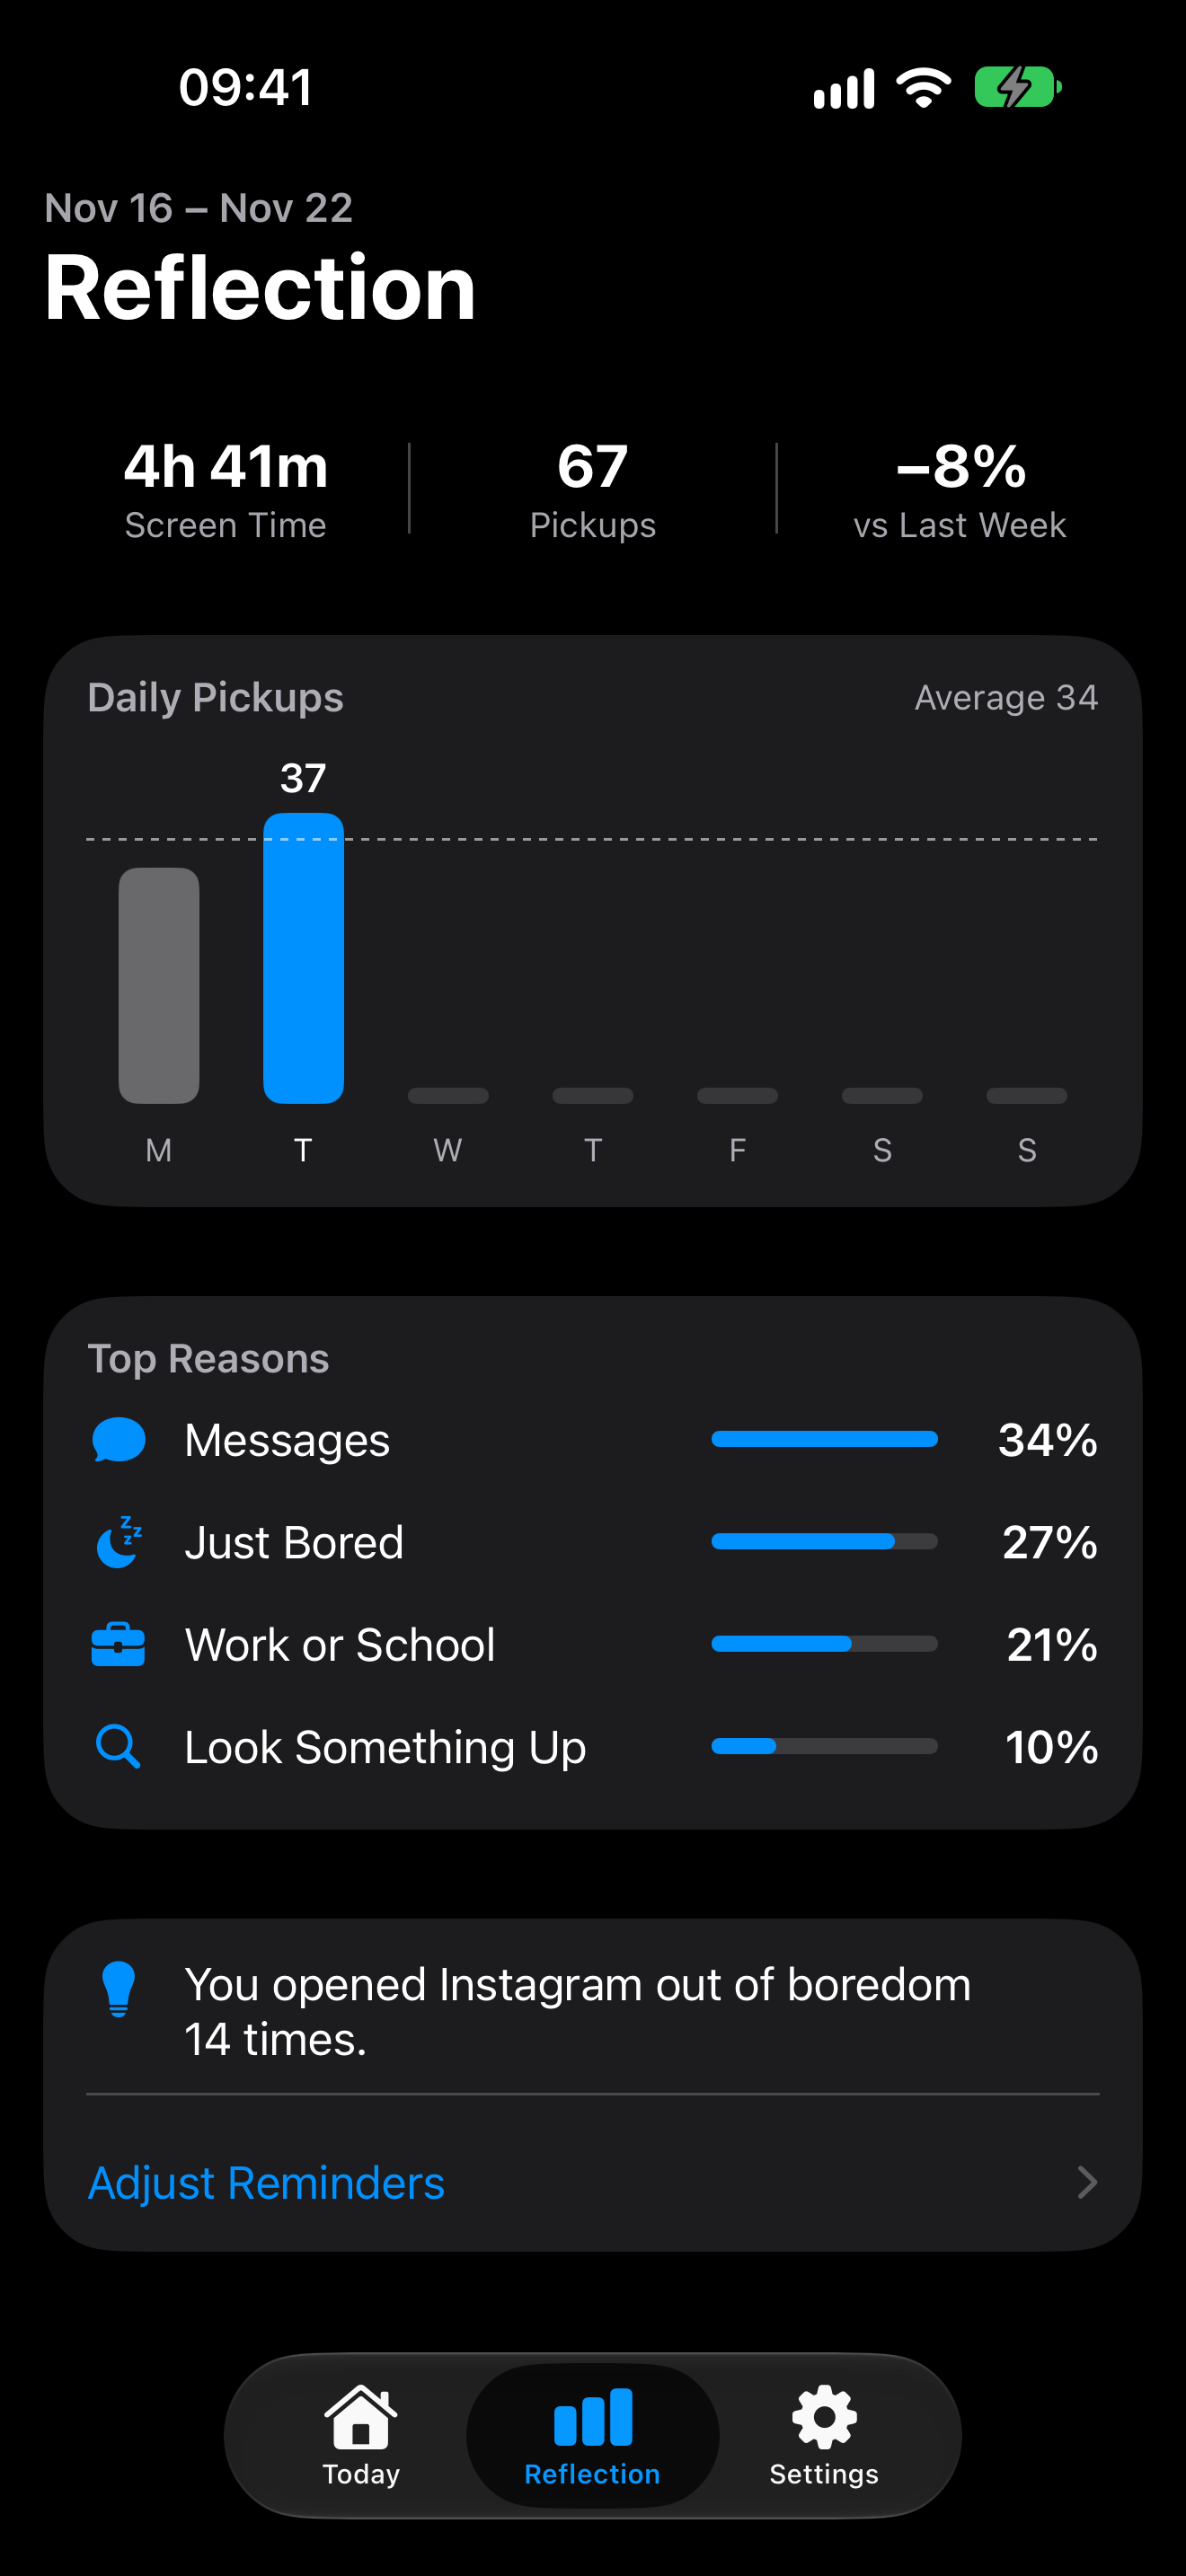 09:41
Nov 16 – Nov 22
Reflection
4h 41m
Screen Time
67
Pickups
–8%
vs Last Week
Daily Pickups
Average 34
37
M T W T F S S
Top Reasons
Messages 34%
Just Bored 27%
Work or School 21%
Look Something Up 10%
You opened Instagram out of boredom
14 times.
Adjust Reminders
Today Reflection Settings